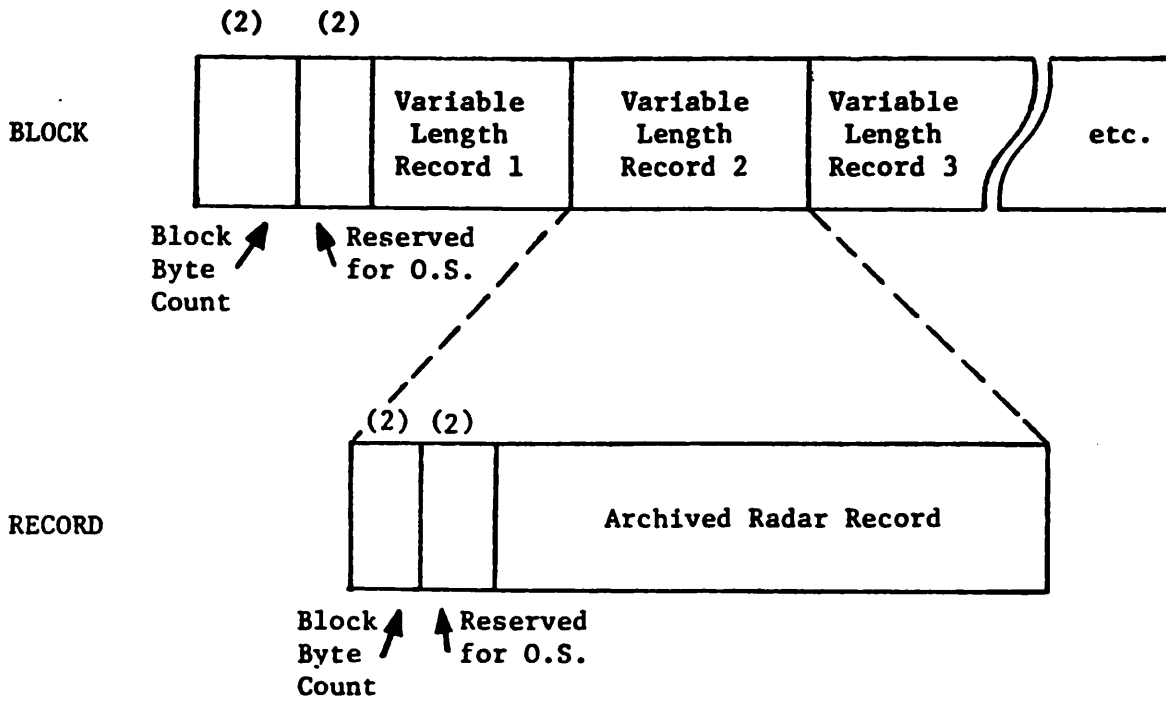 (2) (2)
BLOCK
Variable
Length
Record 1
Variable
Length
Record 2
Variable
Length
Record 3
etc.
Block
Byte
Count
Reserved
for O.S.
(2) (2)
RECORD
Archived Radar Record
Block
Byte
Count
Reserved
for O.S.